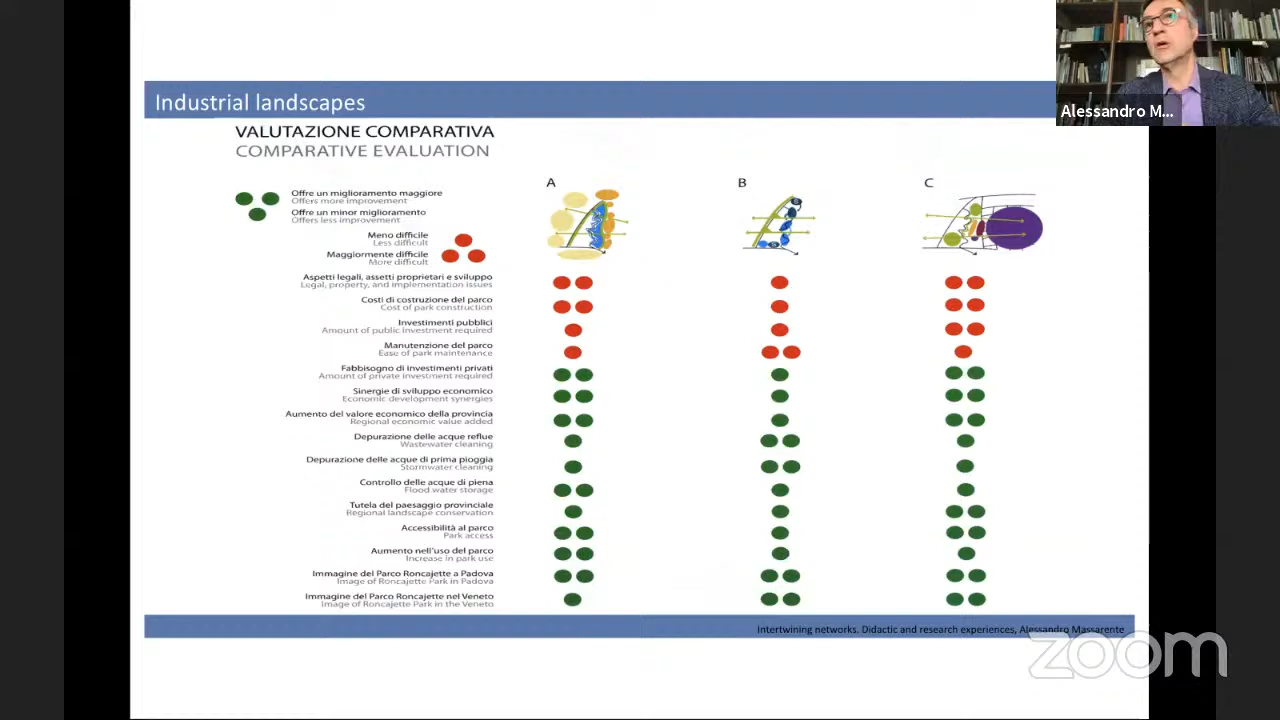 Industrial landscapes
Alessandro M...
VALUTAZIONE COMPARATIVA
COMPARATIVE EVALUATION
A
B
C
Offre un miglioramento maggiore
Offers more improvement
Offre un minor miglioramento
Offers less improvement
Meno difficile
Less difficult
Maggiormente difficile
More difficult
Aspetti legali, assetti proprietari e sviluppo
Legal, property, and implementation issues
Costi di costruzione del parco
Cost of park construction
Investimenti pubblici
Amount of public investment required
Manutenzione del parco
Ease of park maintenance
Fabbisogno di investimenti privati
Amount of private investment required
Sinergie di sviluppo economico
Economic development synergies
Aumento del valore economico della provincia
Regional economic value added
Depurazione delle acque reflue
Wastewater cleaning
Depurazione delle acque di prima pioggia
Stormwater cleaning
Controllo delle acque di piena
Flood water storage
Tutela del paesaggio provinciale
Regional landscape conservation
Accessibilità al parco
Park access
Aumento nell'uso del parco
Increase in park use
Immagine del Parco Roncajette a Padova
Image of Roncajette Park in Padova
Immagine del Parco Roncajette nel Veneto
Image of Roncajette Park in the Veneto
Intertwining networks. Didactic and research experiences, Alessandro Massarente
zoom